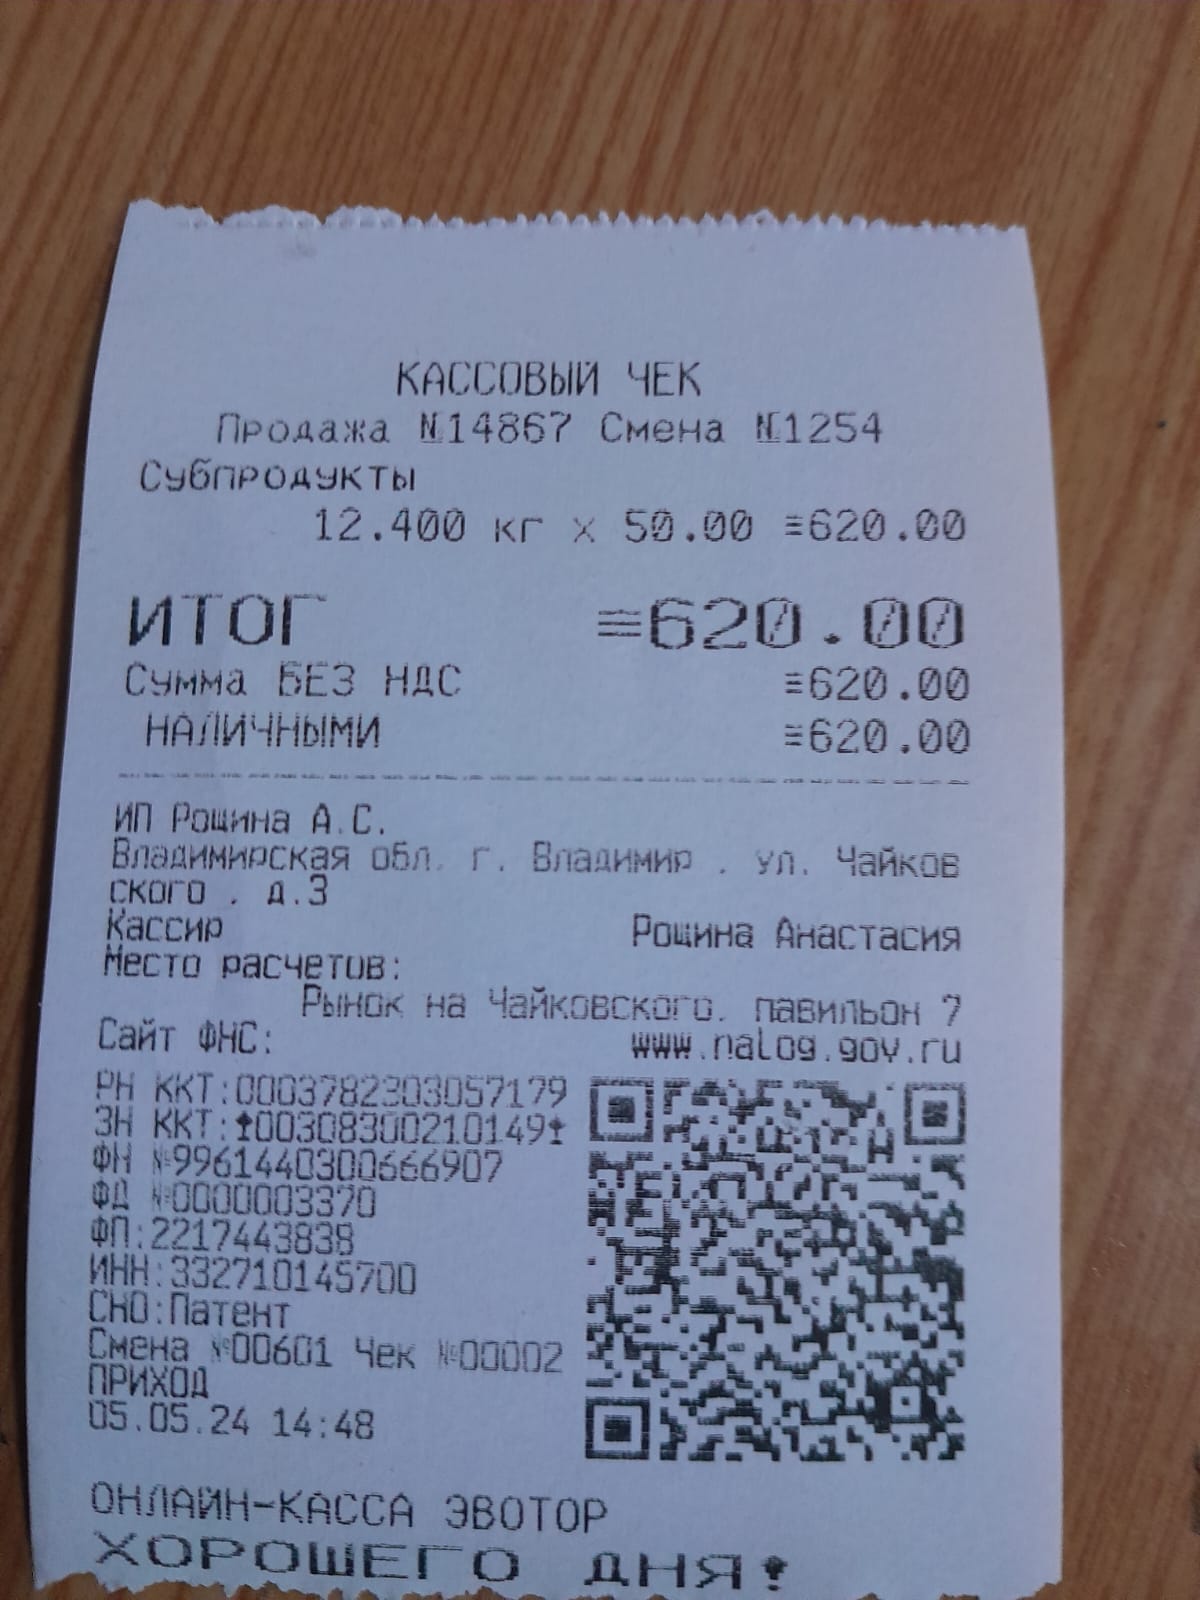 КАССОВЫЙ ЧЕК
Продажа №14867 Смена №1254
Субпродукты
12.400 кг х 50.00 ≡620.00
ИТОГ ≡620.00
Сумма БЕЗ НДС ≡620.00
НАЛИЧНЫМИ ≡620.00
ИП Рощина А.С.
Владимирская обл. г. Владимир . ул. Чайков
ского . д.3
Кассир Рощина Анастасия
Место расчетов:
Рынок на Чайковского. павильон 7
Сайт ФНС: www.nalog.gov.ru
РН ККТ:0003782303057179
ЗН ККТ:↑00308300210149↑
ФН №9961440300666907
ФД №0000003370
ФП:2217443838
ИНН:332710145700
СНО:Патент
Смена №00601 Чек №00002
ПРИХОД
05.05.24 14:48
ОНЛАЙН-КАССА ЭВОТОР
ХОРОШЕГО ДНЯ!